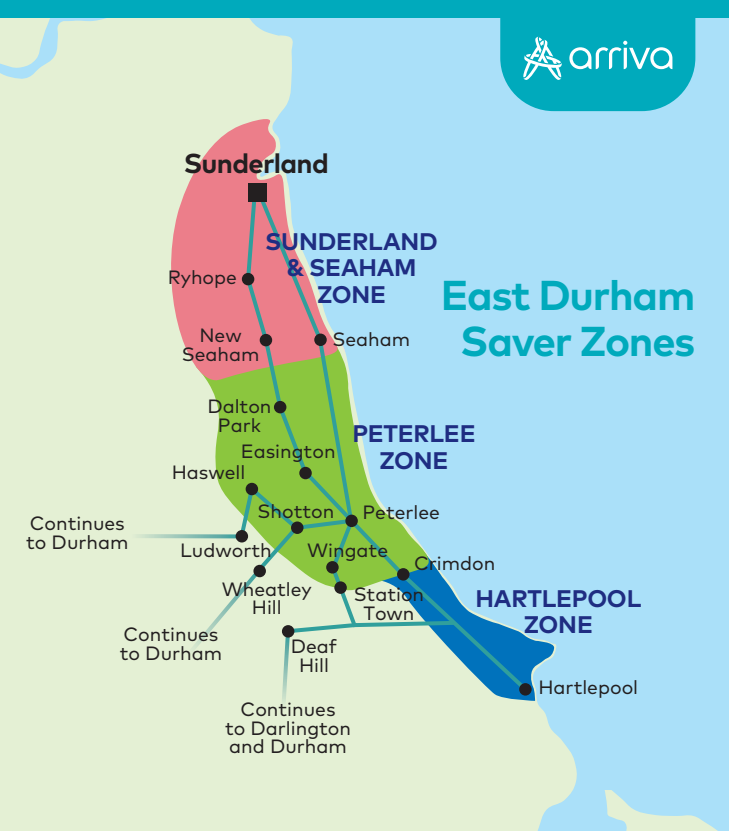 arriva
Sunderland
SUNDERLAND
& SEAHAM
ZONE
East Durham
Saver Zones
Ryhope
New
Seaham
Seaham
Dalton
Park
PETERLEE
ZONE
Easington
Haswell
Shotton
Peterlee
Continues
to Durham
Ludworth
Wingate
Crimdon
Wheatley
Hill
Station
Town
HARTLEPOOL
ZONE
Continues
to Durham
Deaf
Hill
Hartlepool
Continues
to Darlington
and Durham